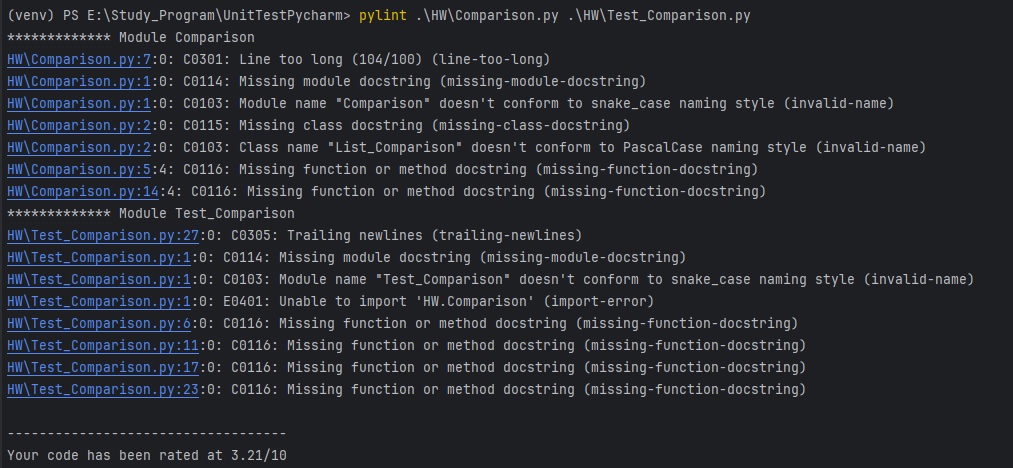 (venv) PS E:\Study_Program\UnitTestPycharm> pylint .\HW\Comparison.py .\HW\Test_Comparison.py
************* Module Comparison
HW\Comparison.py:7:0: C0301: Line too long (104/100) (line-too-long)
HW\Comparison.py:1:0: C0114: Missing module docstring (missing-module-docstring)
HW\Comparison.py:1:0: C0103: Module name "Comparison" doesn't conform to snake_case naming style (invalid-name)
HW\Comparison.py:2:0: C0115: Missing class docstring (missing-class-docstring)
HW\Comparison.py:2:0: C0103: Class name "List_Comparison" doesn't conform to PascalCase naming style (invalid-name)
HW\Comparison.py:5:4: C0116: Missing function or method docstring (missing-function-docstring)
HW\Comparison.py:14:4: C0116: Missing function or method docstring (missing-function-docstring)
************* Module Test_Comparison
HW\Test_Comparison.py:27:0: C0305: Trailing newlines (trailing-newlines)
HW\Test_Comparison.py:1:0: C0114: Missing module docstring (missing-module-docstring)
HW\Test_Comparison.py:1:0: C0103: Module name "Test_Comparison" doesn't conform to snake_case naming style (invalid-name)
HW\Test_Comparison.py:1:0: E0401: Unable to import 'HW.Comparison' (import-error)
HW\Test_Comparison.py:6:0: C0116: Missing function or method docstring (missing-function-docstring)
HW\Test_Comparison.py:11:0: C0116: Missing function or method docstring (missing-function-docstring)
HW\Test_Comparison.py:17:0: C0116: Missing function or method docstring (missing-function-docstring)
HW\Test_Comparison.py:23:0: C0116: Missing function or method docstring (missing-function-docstring)
-----------------------------------
Your code has been rated at 3.21/10